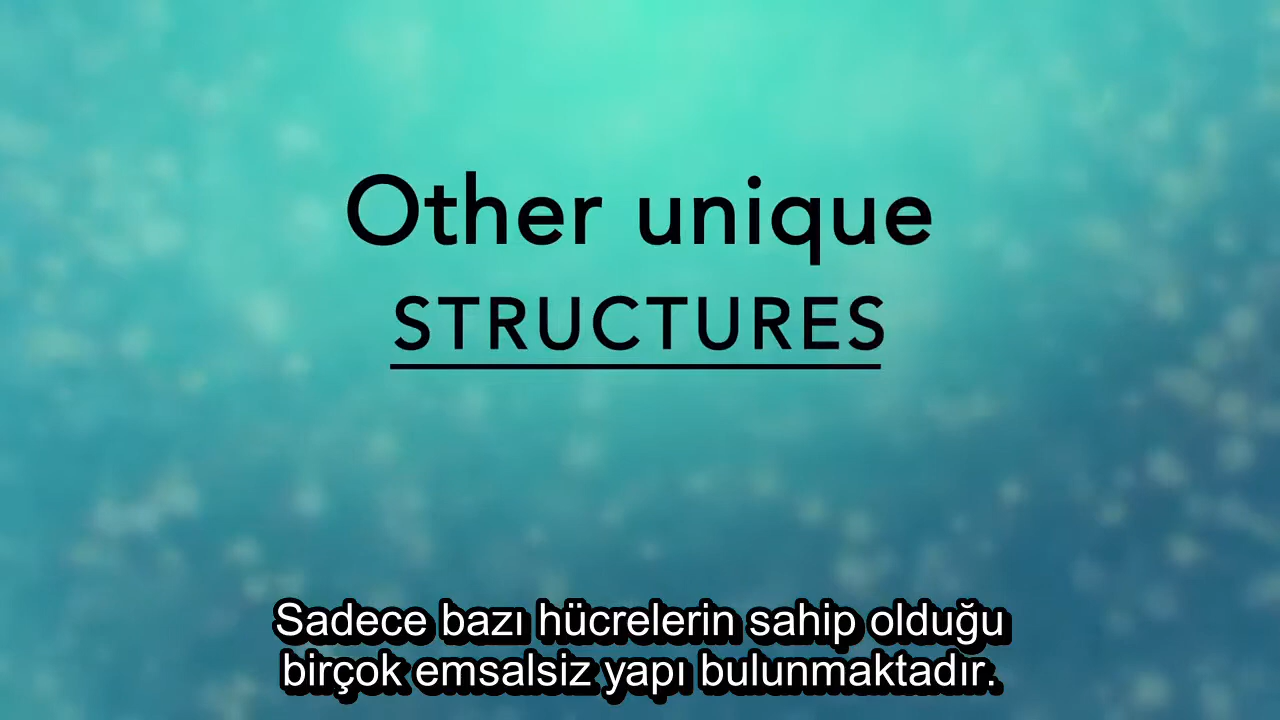 Other unique
STRUCTURES
Sadece bazı hücrelerin sahip olduğu
birçok emsalsiz yapı bulunmaktadır.